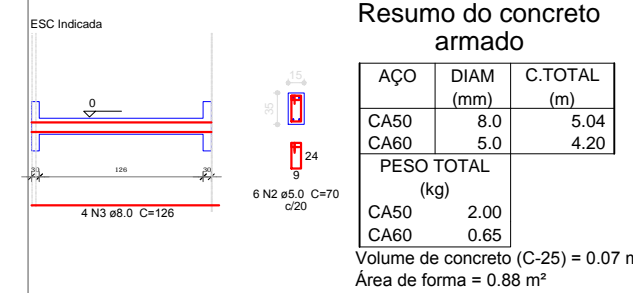 ESC Indicada
0
30
126
30
4 N3 ø8.0 C=126
15
35
24
9
6 N2 ø5.0 C=70
c/20
Resumo do concreto
armado
AÇO DIAM C.TOTAL
(mm) (m)
CA50 8.0 5.04
CA60 5.0 4.20
PESO TOTAL
(kg)
CA50 2.00
CA60 0.65
Volume de concreto (C-25) = 0.07 m
Área de forma = 0.88 m²